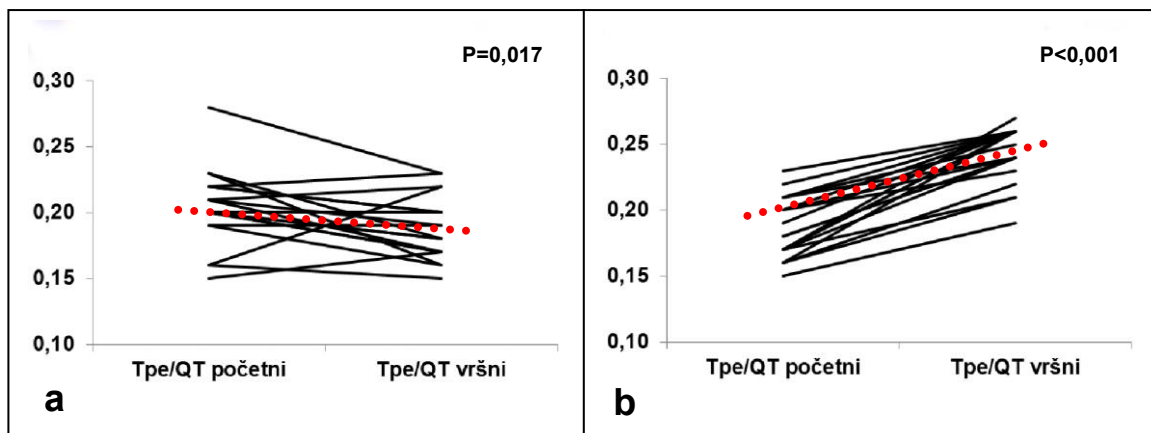 P=0,017
0,30
0,25
0,20
0,15
0,10
Tpe/QT početni Tpe/QT vršni
a
P<0,001
0,30
0,25
0,20
0,15
0,10
Tpe/QT početni Tpe/QT vršni
b